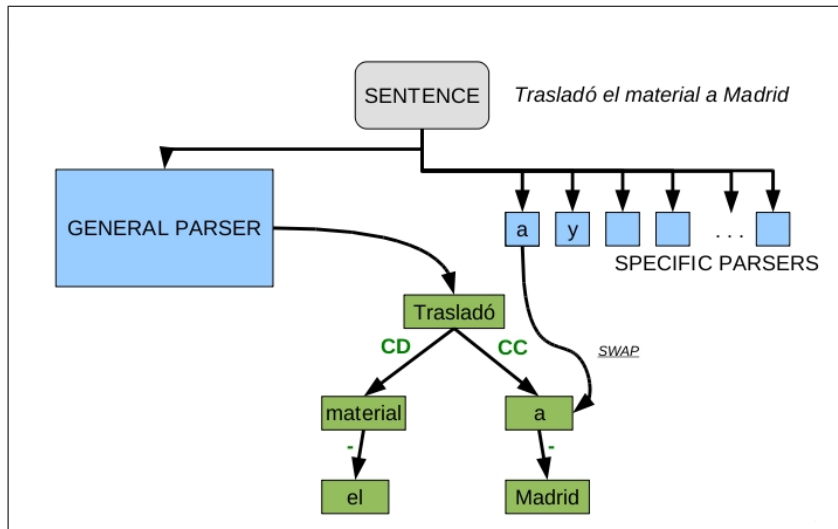 SENTENCE
Trasladó el material a Madrid
GENERAL PARSER
a
y
. . .
SPECIFIC PARSERS
Trasladó
CD
CC
SWAP
material
a
-
-
el
Madrid